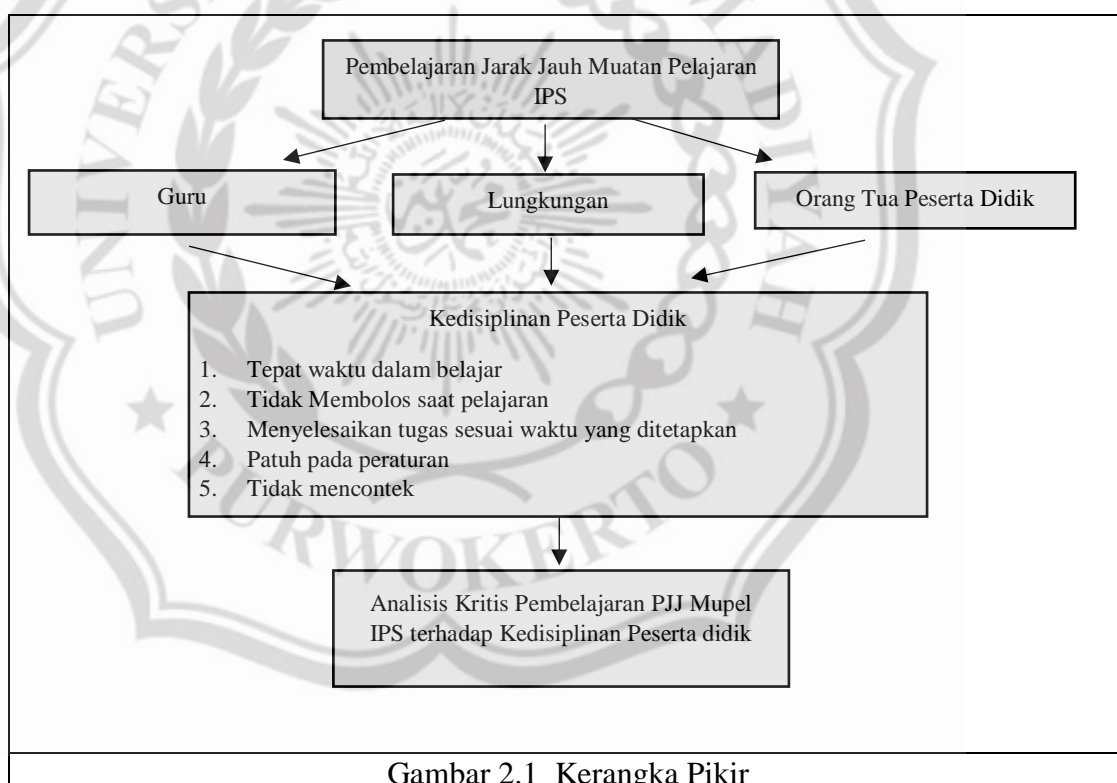 Pembelajaran Jarak Jauh Muatan Pelajaran
IPS
Guru
Lungkungan
Orang Tua Peserta Didik
Kedisiplinan Peserta Didik
1. Tepat waktu dalam belajar
2. Tidak Membolos saat pelajaran
3. Menyelesaikan tugas sesuai waktu yang ditetapkan
4. Patuh pada peraturan
5. Tidak mencontek
Analisis Kritis Pembelajaran PJJ Mupel
IPS terhadap Kedisiplinan Peserta didik
Gambar 2.1 Kerangka Pikir
PURWOKERTO